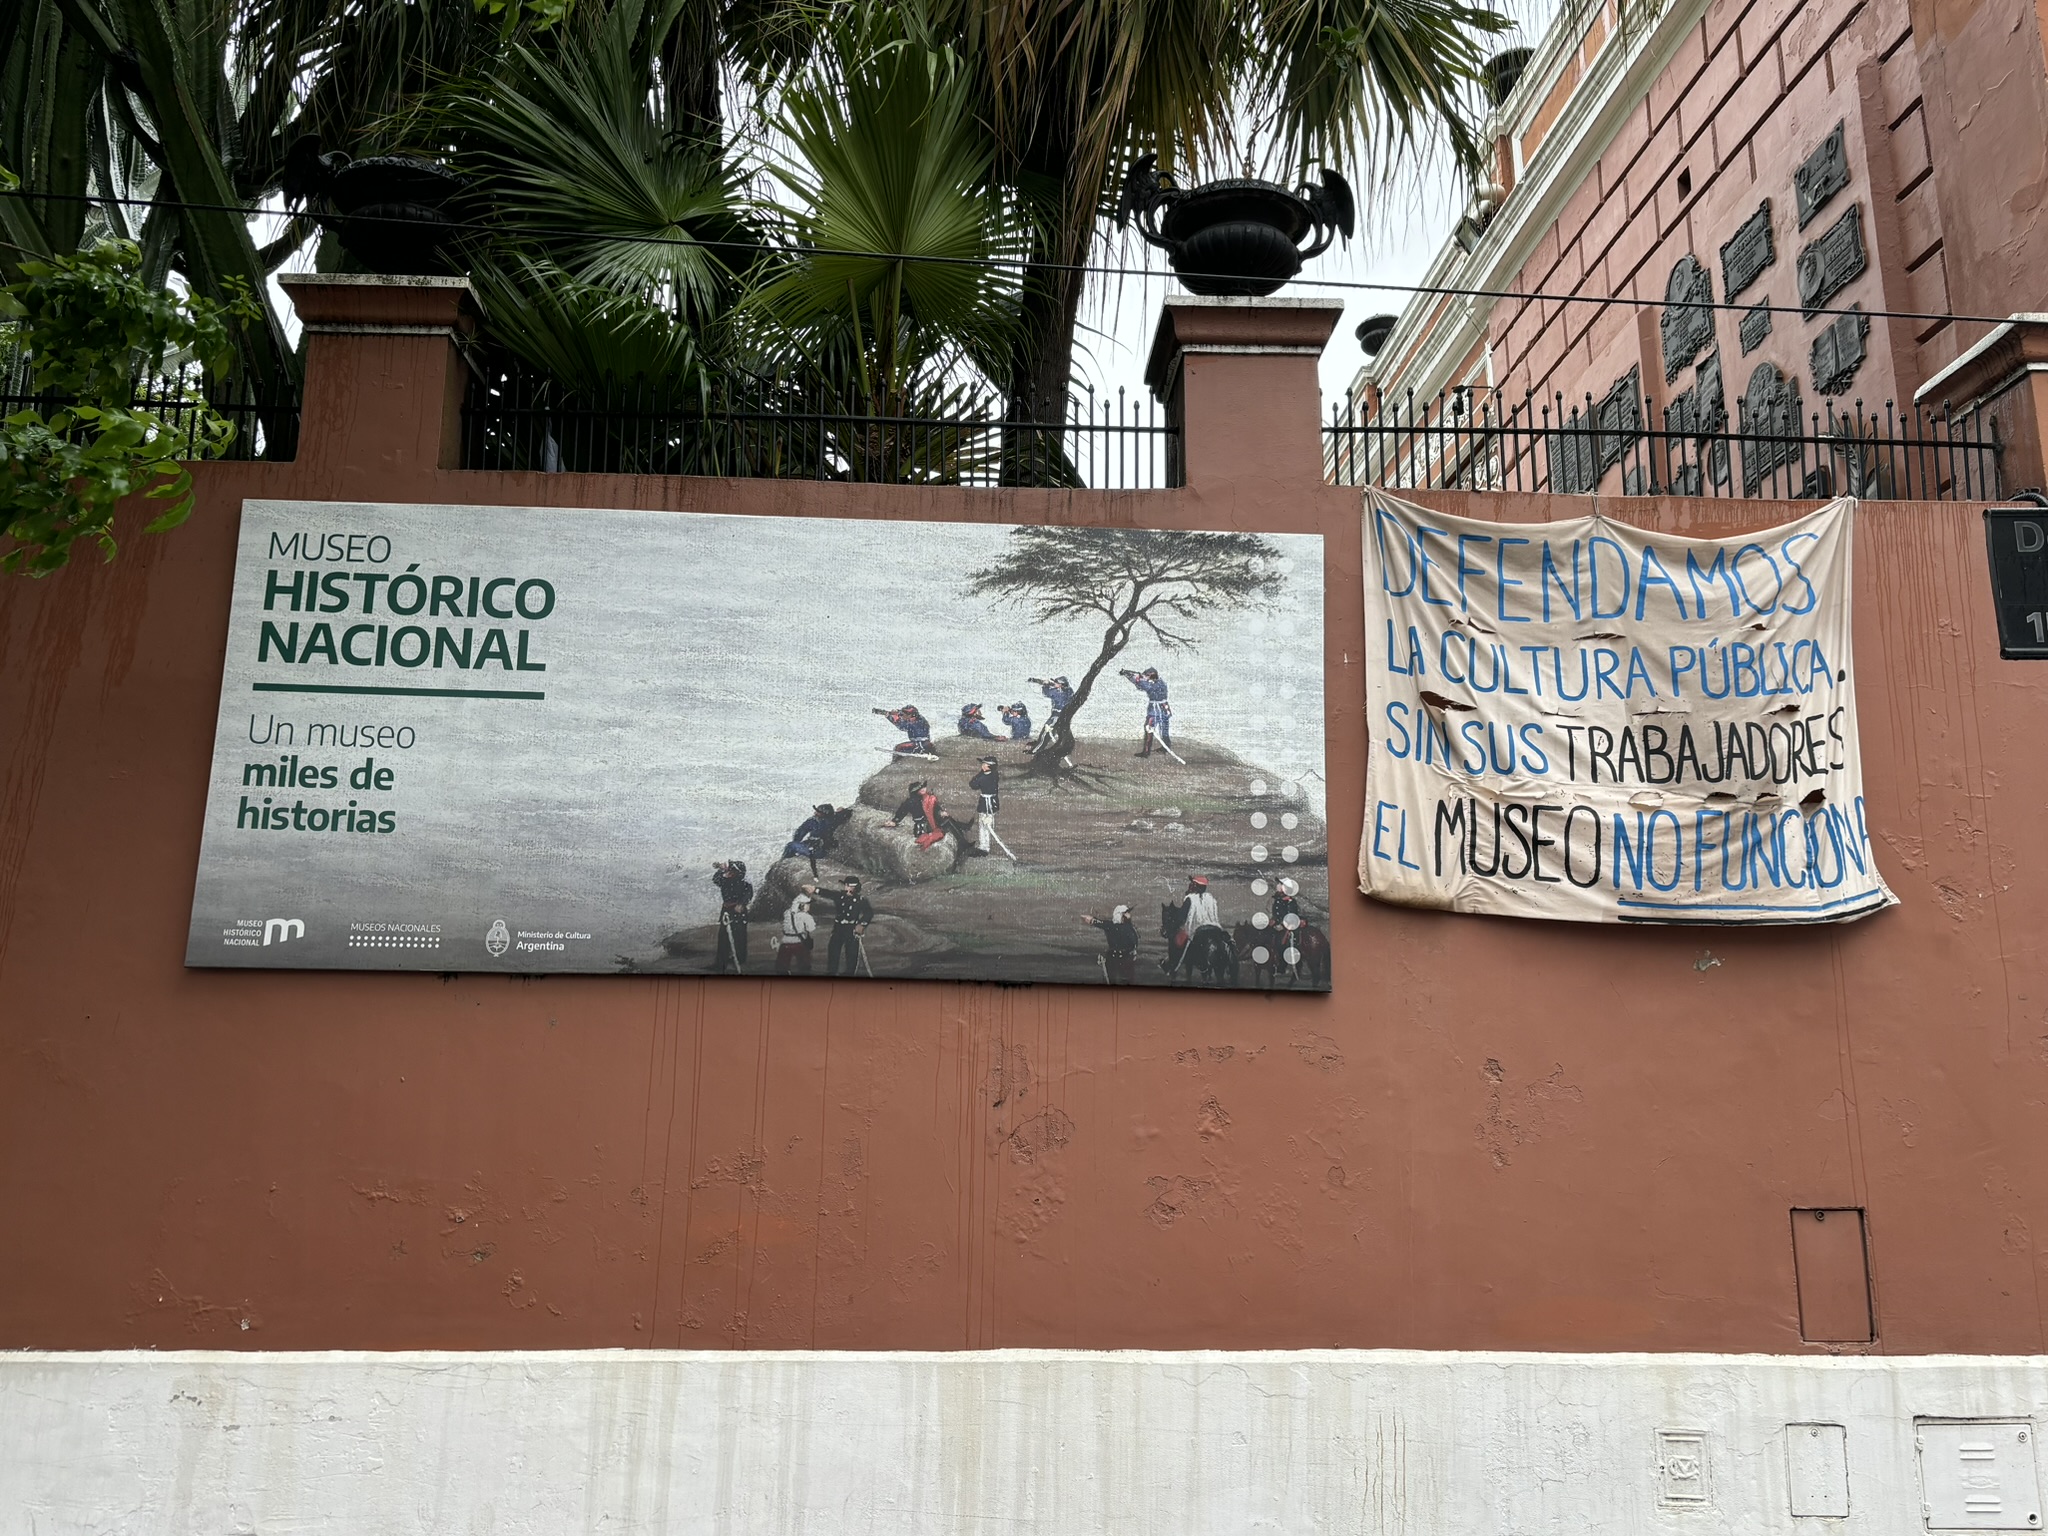 MUSEO
HISTÓRICO
NACIONAL
Un museo
miles de
historias
MUSEO
HISTÓRICO
NACIONAL
MUSEOS NACIONALES
Ministerio de Cultura
Argentina
DEFENDAMOS
LA CULTURA PÚBLICA.
SIN SUS TRABAJADORES
EL MUSEO NO FUNCIONA